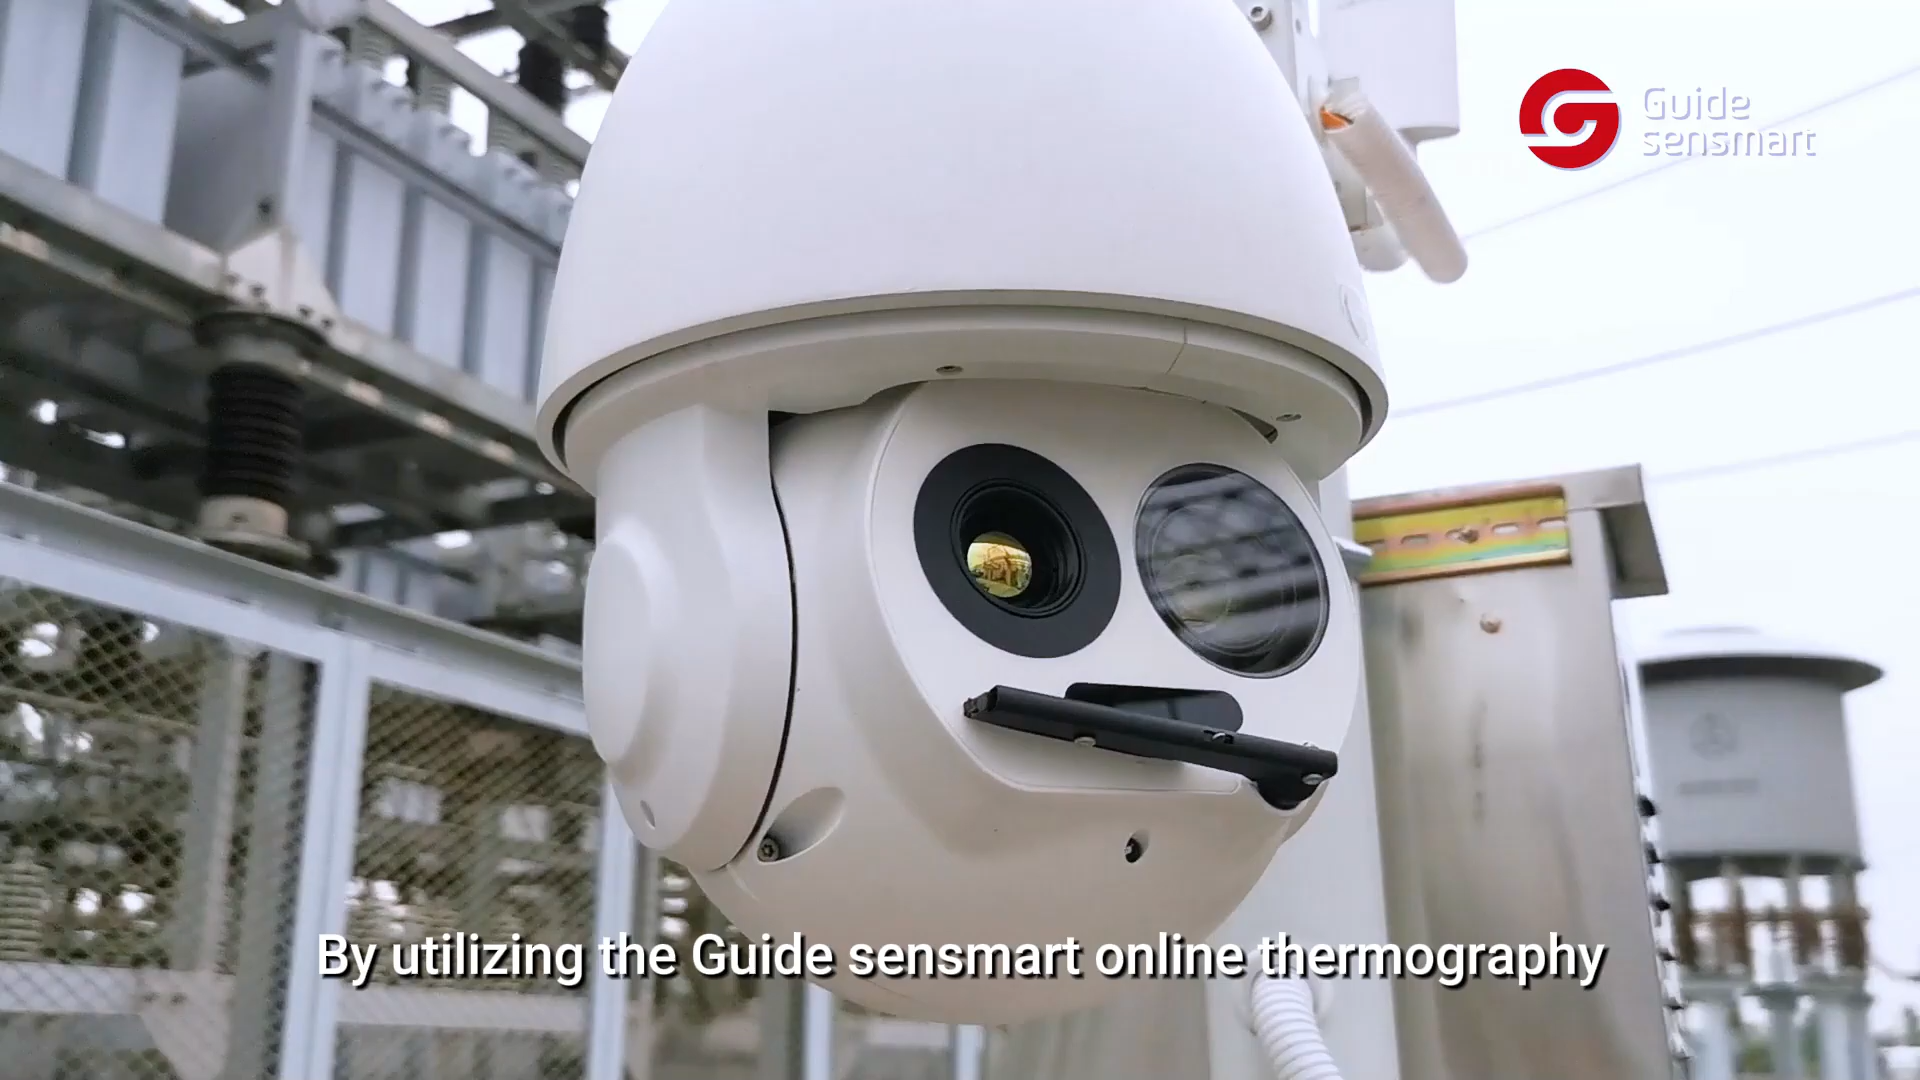 Guide
sensmart
By utilizing the Guide sensmart online thermography